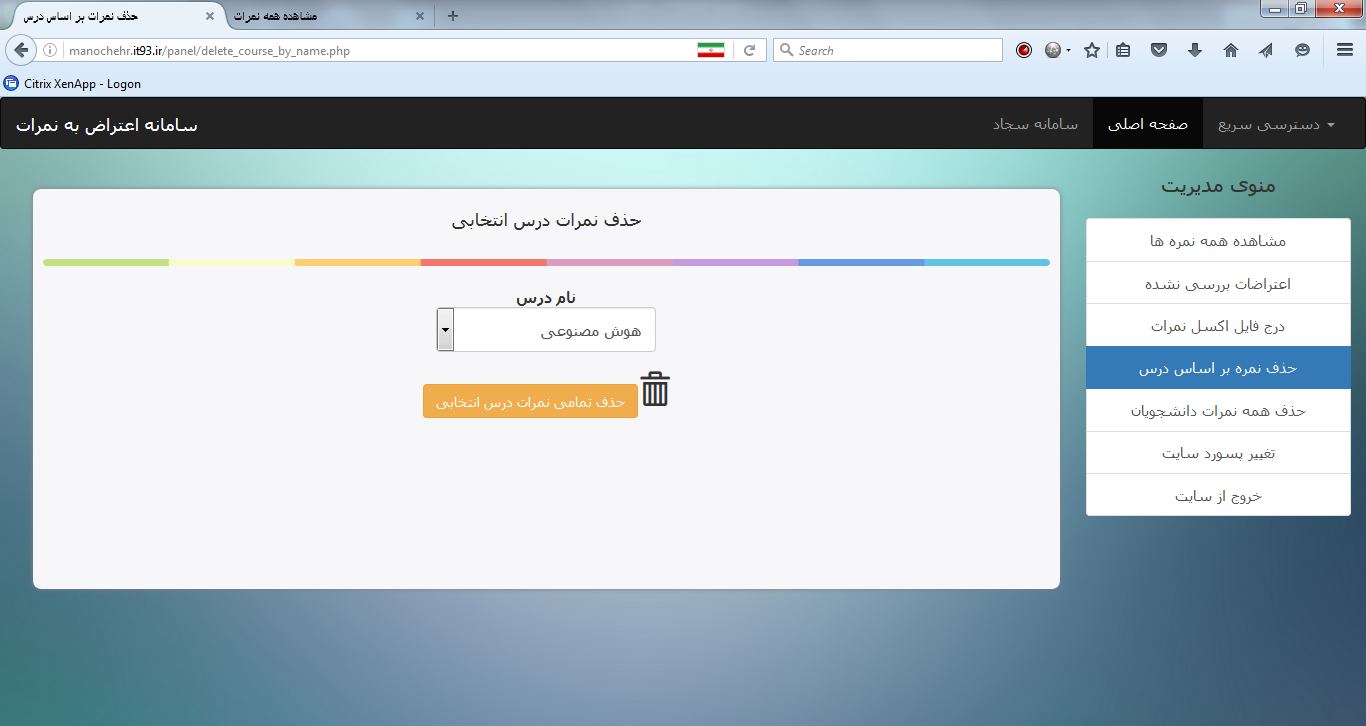 حذف نمرات بر اساس درس
مشاهده همه نمرات
manochehr.it93.ir/panel/delete_course_by_name.php
Search
Citrix XenApp - Logon
دسترسی سریع
صفحه اصلی
سامانه سجاد
سامانه اعتراض به نمرات
منوی مدیریت
مشاهده همه نمره ها
اعتراضات بررسی نشده
درج فایل اکسل نمرات
حذف نمره بر اساس درس
حذف همه نمرات دانشجویان
تغییر پسورد سایت
خروج از سایت
حذف نمرات درس انتخابی
نام درس
هوش مصنوعی
حذف تمامی نمرات درس انتخابی